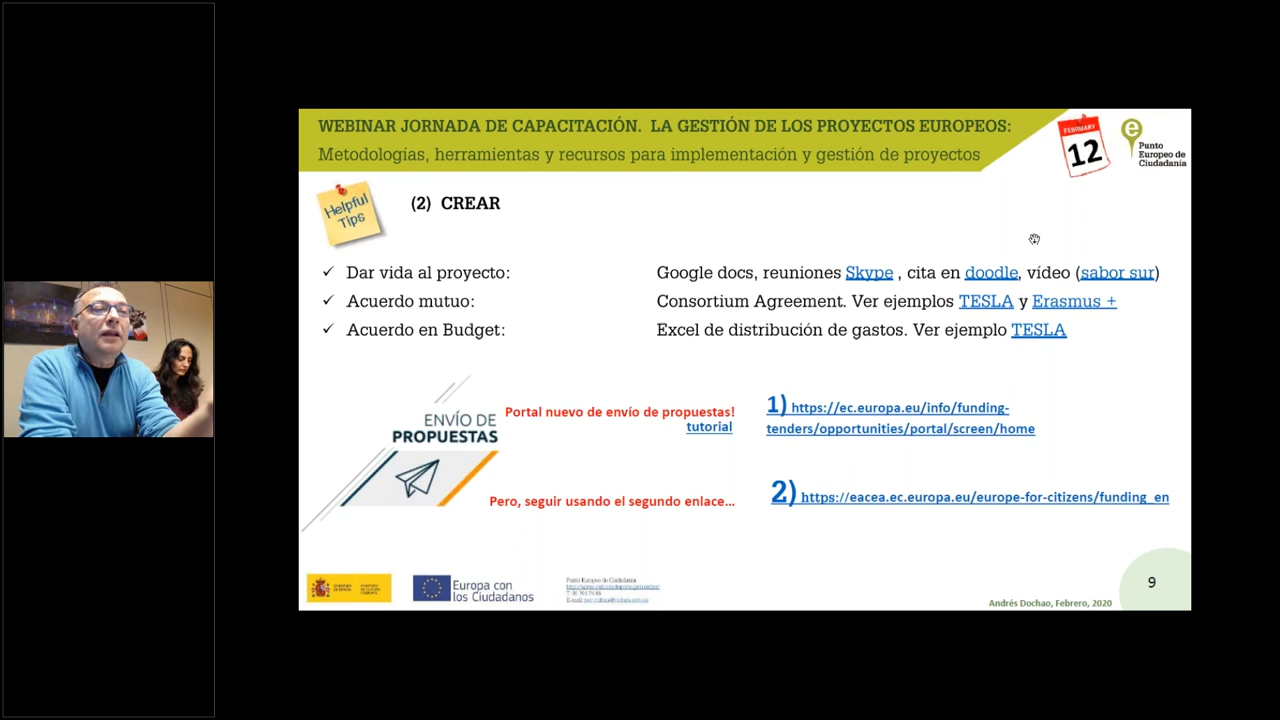 WEBINAR JORNADA DE CAPACITACIÓN. LA GESTIÓN DE LOS PROYECTOS EUROPEOS:
Metodologías, herramientas y recursos para implementación y gestión de proyectos
FEBRUARY
12
e
Punto
Europeo de
Ciudadanía
Helpful
Tips
(2) CREAR
✓ Dar vida al proyecto: Google docs, reuniones Skype , cita en doodle, vídeo (sabor sur)
✓ Acuerdo mutuo: Consortium Agreement. Ver ejemplos TESLA y Erasmus +
✓ Acuerdo en Budget: Excel de distribución de gastos. Ver ejemplo TESLA
ENVÍO DE
PROPUESTAS
Portal nuevo de envío de propuestas!
tutorial
1) https://ec.europa.eu/info/funding-
tenders/opportunities/portal/screen/home
Pero, seguir usando el segundo enlace...
2) https://eacea.ec.europa.eu/europe-for-citizens/funding_en
Europa con
los Ciudadanos
Punto Europeo de Ciudadanía
9
Andrés Dochao, Febrero, 2020